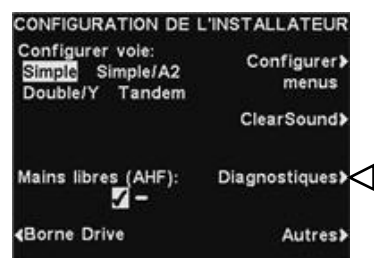 CONFIGURATION DE L'INSTALLATEUR
Configurer voie:
Simple Simple/A2
Double/Y Tandem
Configurer
menus
ClearSound
Mains libres (AHF):
Diagnostiques
Borne Drive
Autres